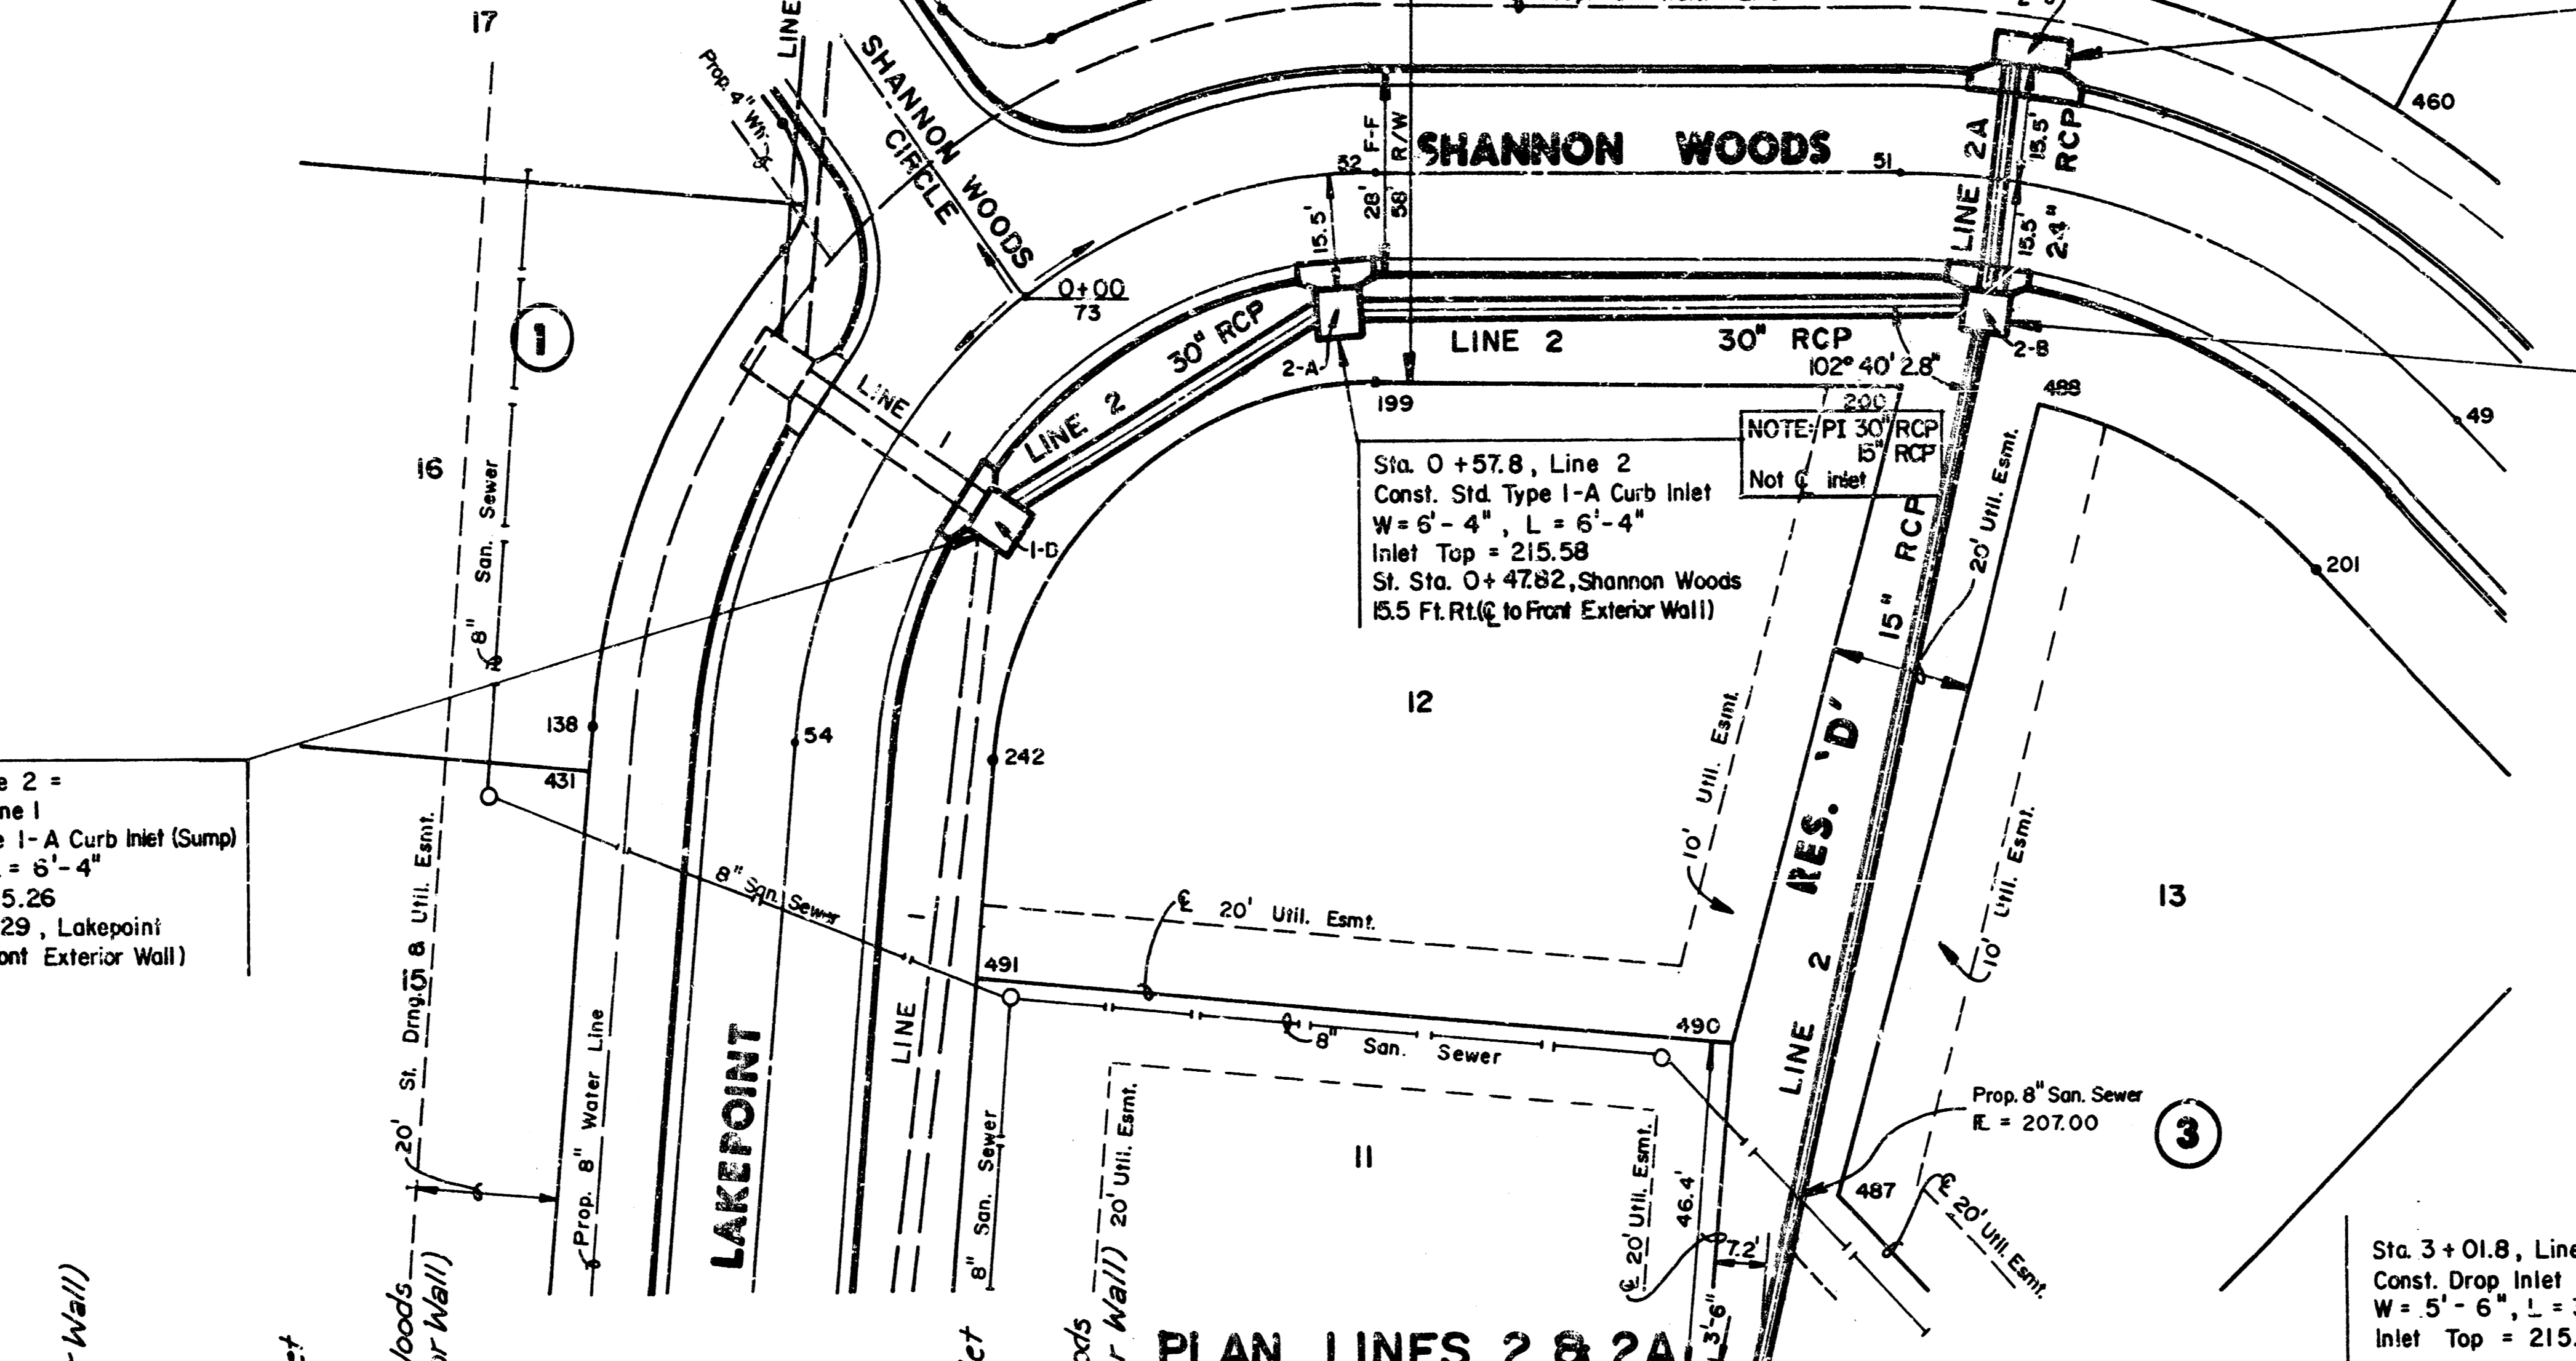 17
LINE
Prop. 4" Wtr.
SHANNON WOODS
CIRCLE
0+00
73
1
16
8" San. Sewer
LINE
LINE 2
30" RCP
1-B
32
28' F-F
58' R/W
15.5'
SHANNON WOODS
51
LINE 2A
15.5'
15.5'
24" RCP
460
2-A
LINE 2
30" RCP
2-B
102° 40' 2.8"
488
49
199
200
NOTE: PI 30" RCP
15" RCP
Not ℄ inlet
Sta. 0 +57.8, Line 2
Const. Std. Type 1-A Curb Inlet
W = 6'- 4", L = 6'-4"
Inlet Top = 215.58
St. Sta. 0+ 47.82, Shannon Woods
15.5 Ft. Rt.(℄ to Front Exterior Wall)
15" RCP
20' Util. Esmt.
201
138
431
54
242
12
10' Util. Esmt.
RES. 'D'
LINE 2
10' Util. Esmt.
13
e 2 =
ne 1
e 1-A Curb Inlet (Sump)
= 6'-4"
5.26
29, Lakepoint
ont Exterior Wall)
20' St. Drng. & Util. Esmt.
Prop. 8" Water Line
LAKEPOINT
8" San. Sewer
LINE
8" San. Sewer
491
℄ 20' Util. Esmt.
8" San. Sewer
490
20' Util. Esmt.
11
℄ 20' Util. Esmt.
46.4'
7.2'
3'-6"
LINE 2
Prop. 8" San. Sewer
℄ = 207.00
3
487
℄ 20' Util. Esmt.
Sta. 3 + 01.8, Line
Const. Drop Inlet
W = 5'- 6", L = 3
Inlet Top = 215.
r Wall)
et
oods
or Wall)
et
ods
r Wall)
PLAN LINES 2 & 2A